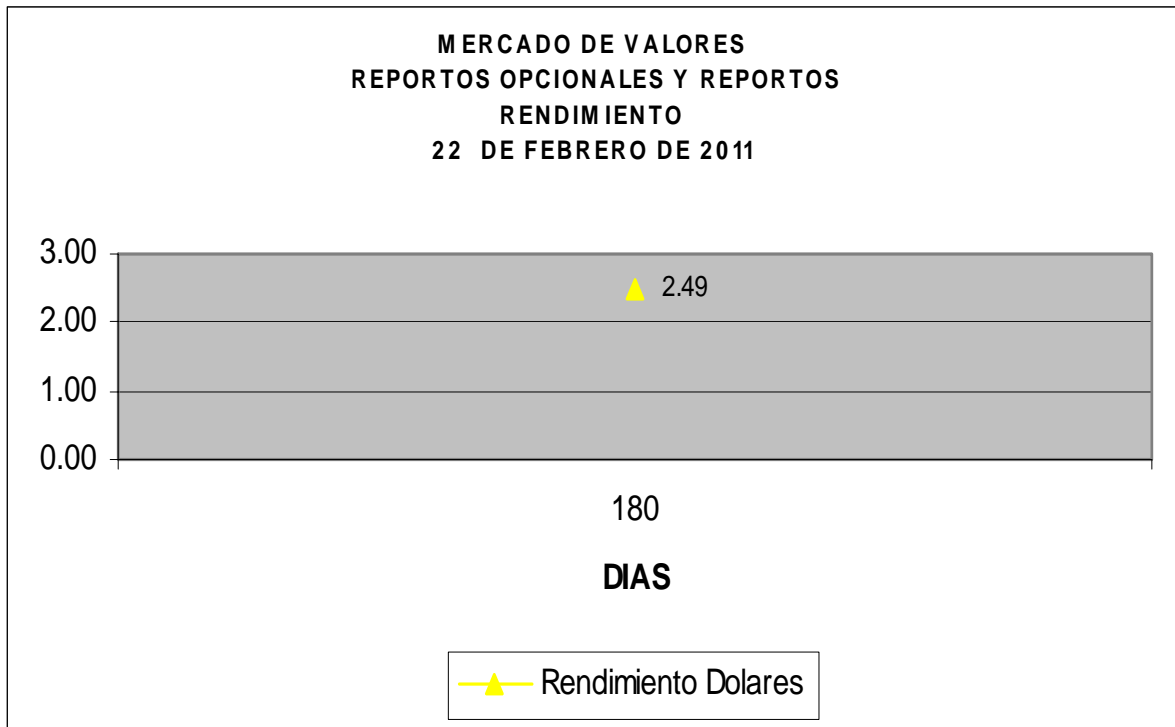 MERCADO DE VALORES
REPORTOS OPCIONALES Y REPORTOS
RENDIMIENTO
22 DE FEBRERO DE 2011
3.00
2.49
2.00
1.00
0.00
180
DIAS
Rendimiento Dolares